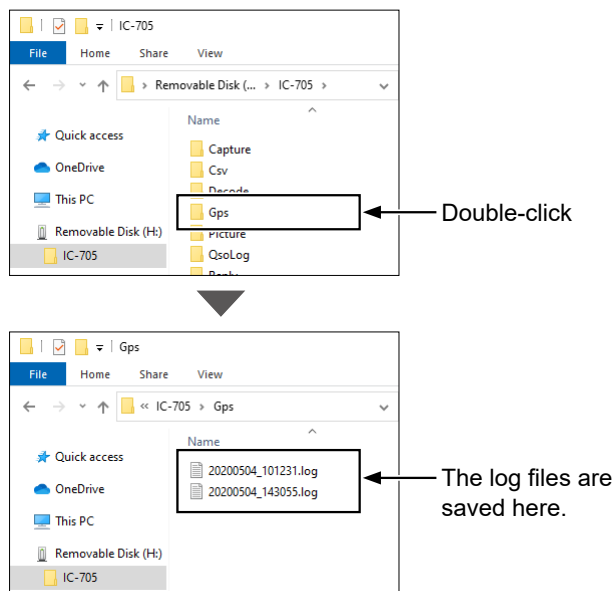 IC-705
File Home Share View
Removable Disk (... > IC-705 >
Name
Quick access
OneDrive
This PC
Removable Disk (H:)
IC-705
Capture
Csv
Decode
Gps
Picture
QsoLog
Reply
Double-click
Gps
File Home Share View
« IC-705 > Gps
Name
Quick access
OneDrive
This PC
Removable Disk (H:)
IC-705
20200504_101231.log
20200504_143055.log
The log files are
saved here.